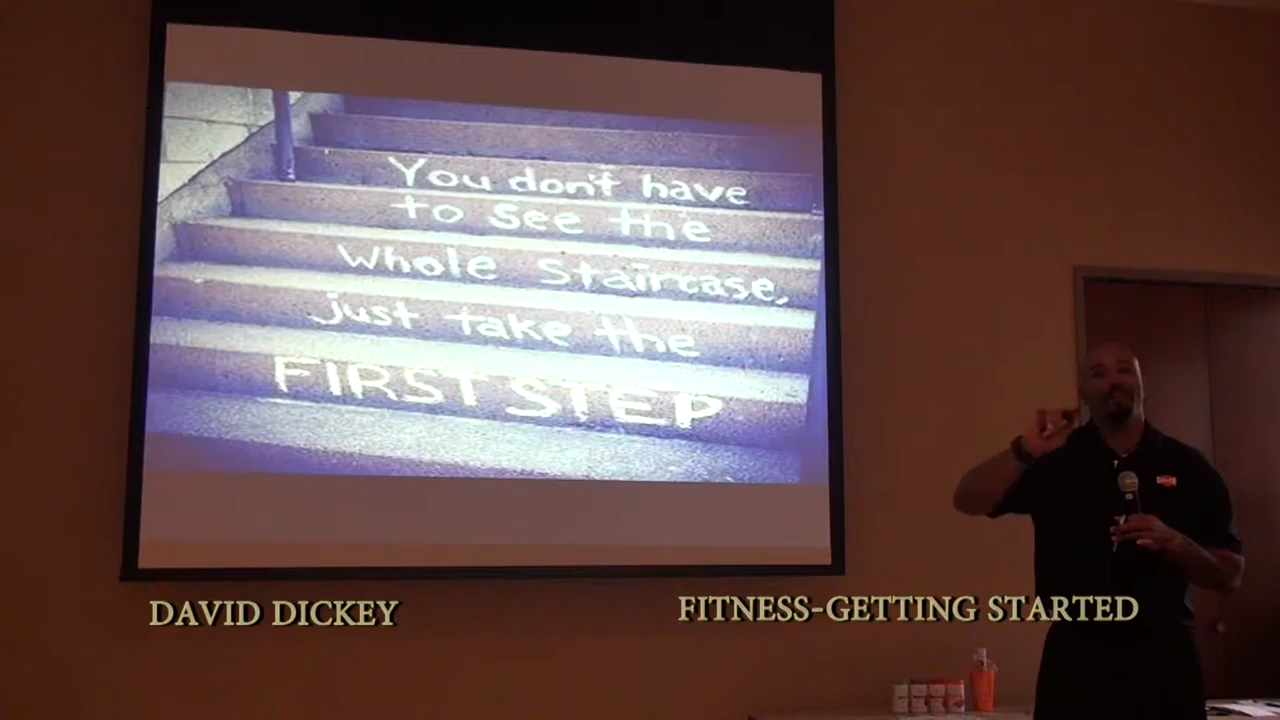 You don't have
to see the
Whole Staircase,
just take the
FIRST STEP
DAVID DICKEY
FITNESS-GETTING STARTED